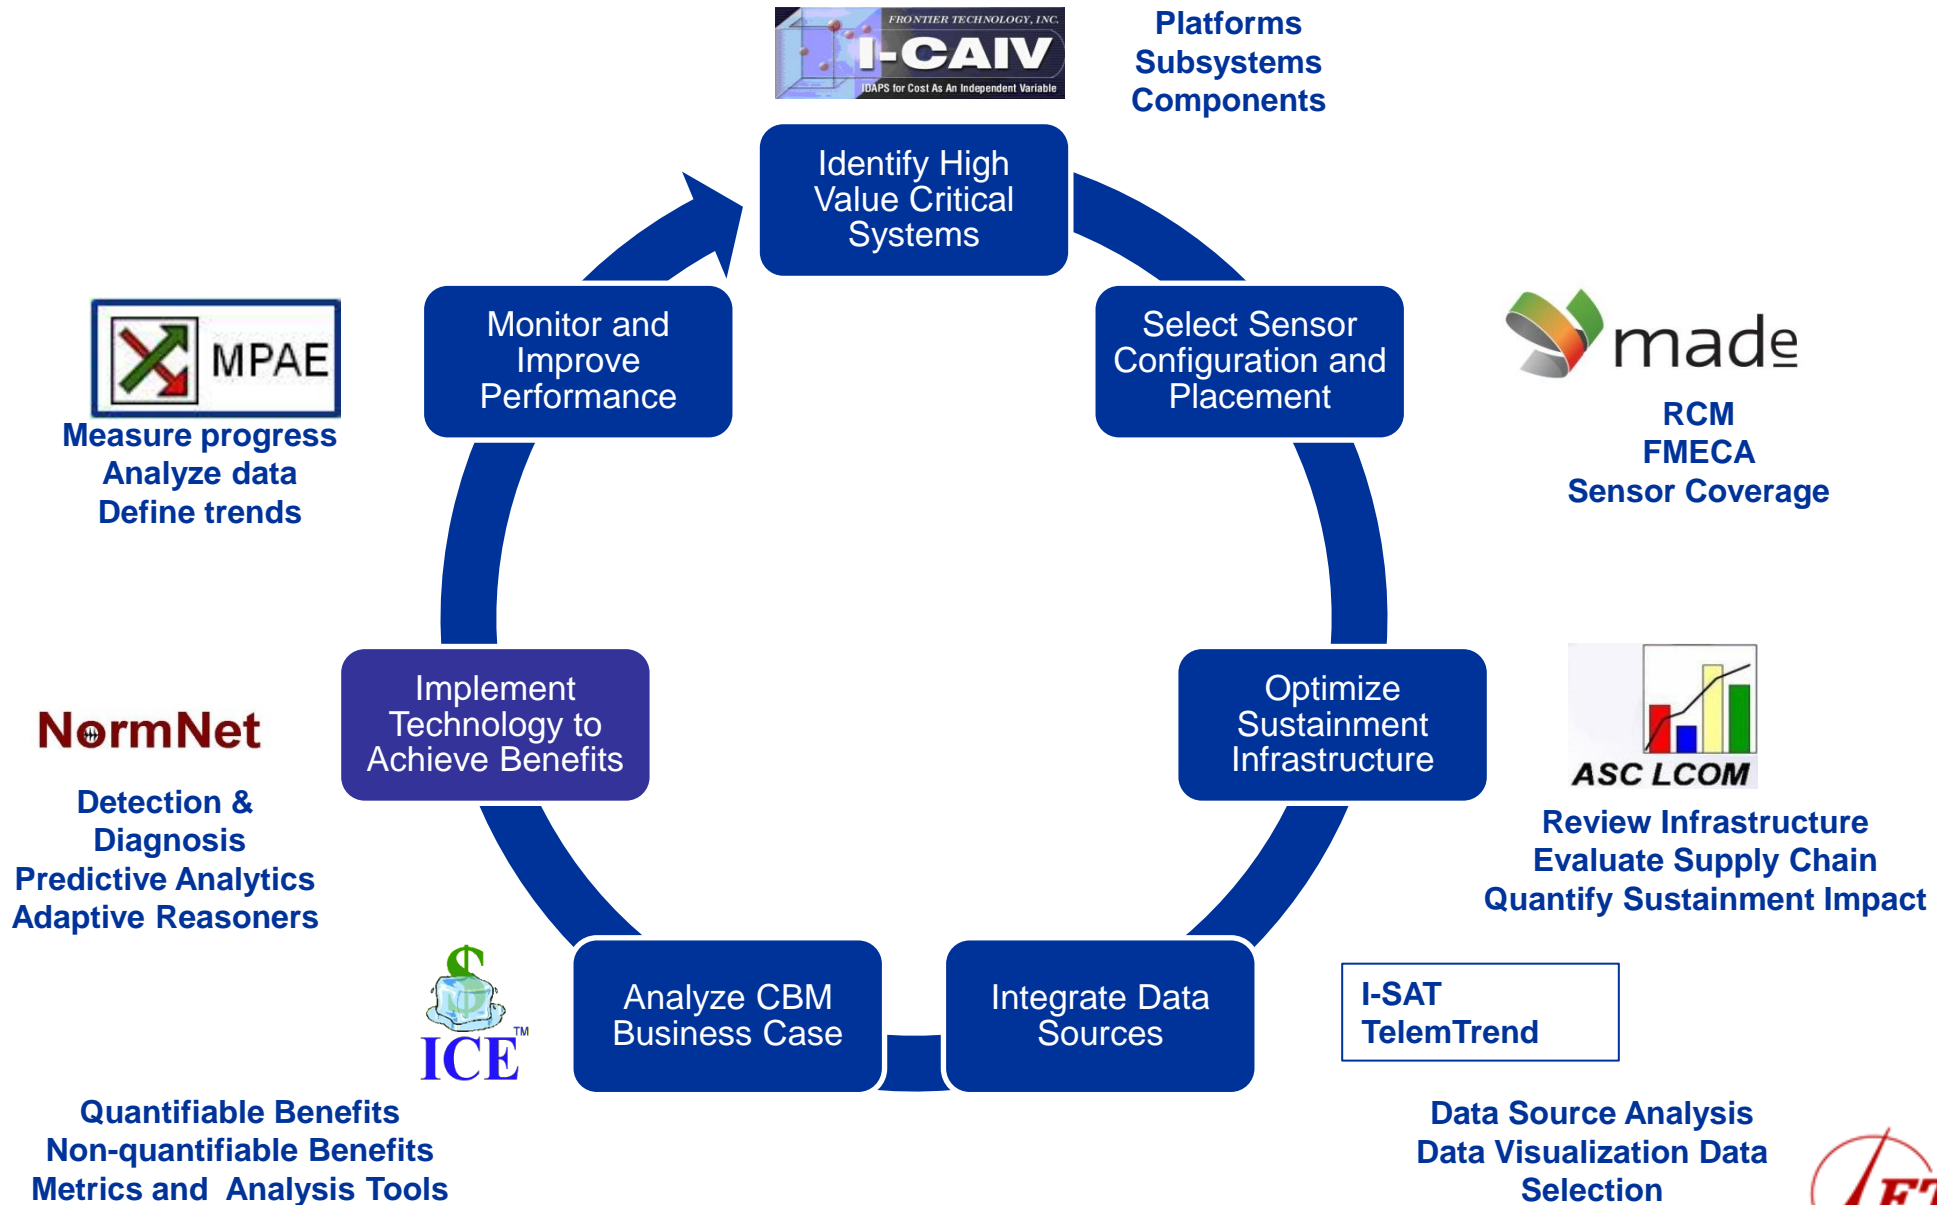 FRONTIER TECHNOLOGY, INC.
I-CAIV
IDAPS for Cost As An Independent Variable
Platforms
Subsystems
Components
Identify High
Value Critical
Systems
Select Sensor
Configuration and
Placement
made
RCM
FMECA
Sensor Coverage
Optimize
Sustainment
Infrastructure
ASC LCOM
Review Infrastructure
Evaluate Supply Chain
Quantify Sustainment Impact
Integrate Data
Sources
I-SAT
TelemTrend
Data Source Analysis
Data Visualization Data
Selection
Analyze CBM
Business Case
$
ICE™
Quantifiable Benefits
Non-quantifiable Benefits
Metrics and  Analysis Tools
Implement
Technology to
Achieve Benefits
NormNet
Detection &
Diagnosis
Predictive Analytics
Adaptive Reasoners
Monitor and
Improve
Performance
MPAE
Measure progress
Analyze data
Define trends